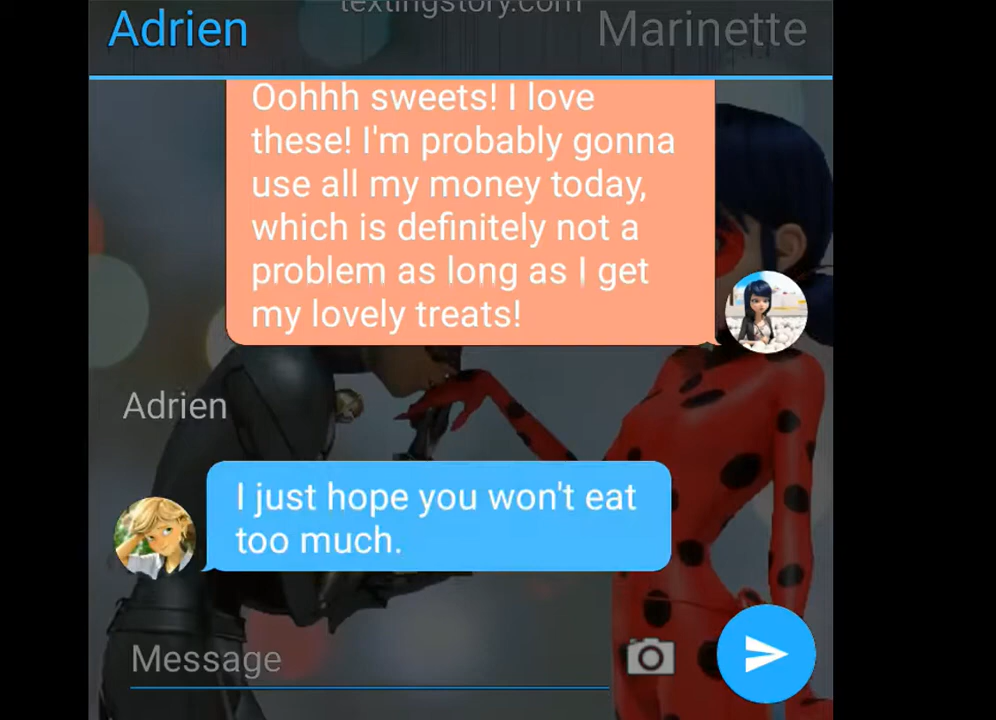 textingstory.com
Adrien Marinette
Oohhh sweets! I love
these! I'm probably gonna
use all my money today,
which is definitely not a
problem as long as I get
my lovely treats!
Adrien
I just hope you won't eat
too much.
Message